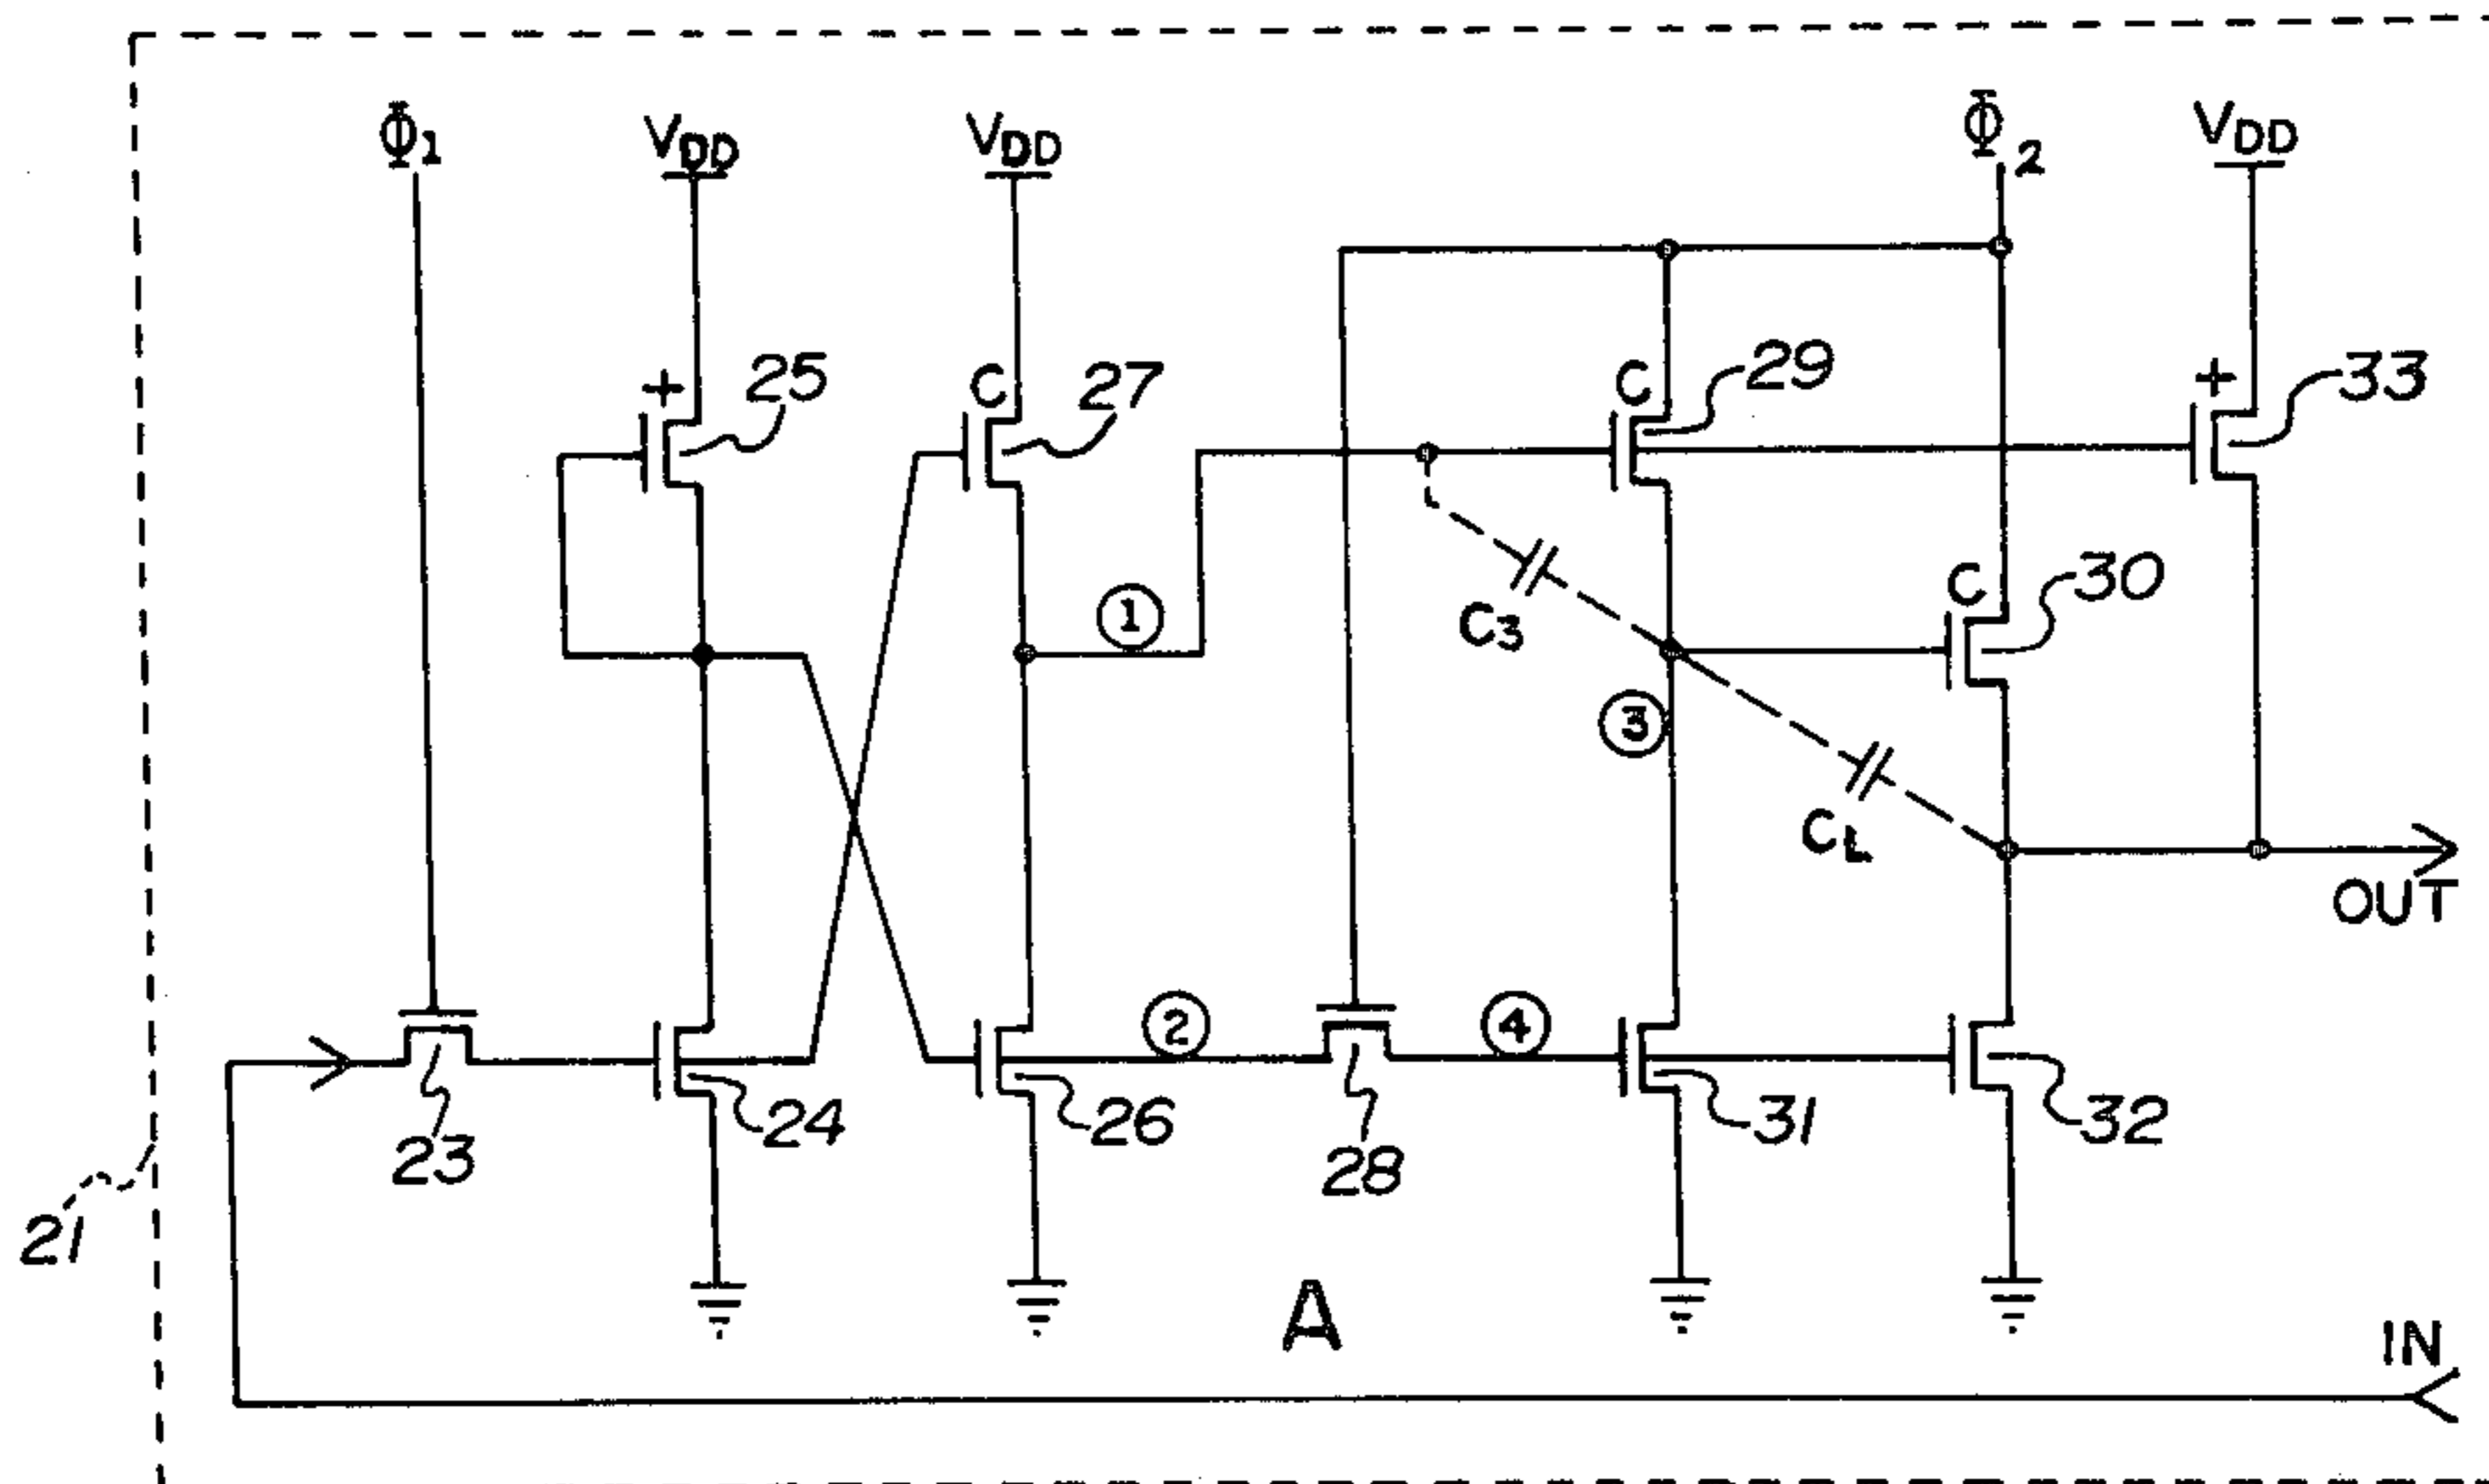 Φ1 VDD VDD Φ2 VDD
+ 25 C 27 C 29 + 33
C 30
1
C3
3
CL
OUT
2 4
23 24 26 28 31 32
21
A
IN